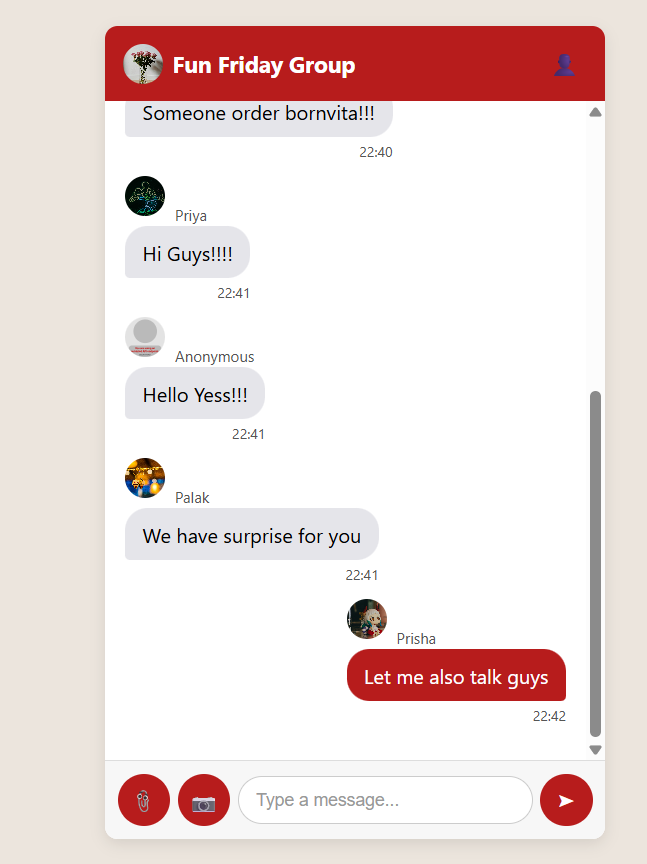 Fun Friday Group
Someone order bornvita!!!
22:40
Priya
Hi Guys!!!!
22:41
Anonymous
Hello Yess!!!
22:41
Palak
We have surprise for you
22:41
Prisha
Let me also talk guys
22:42
Type a message...